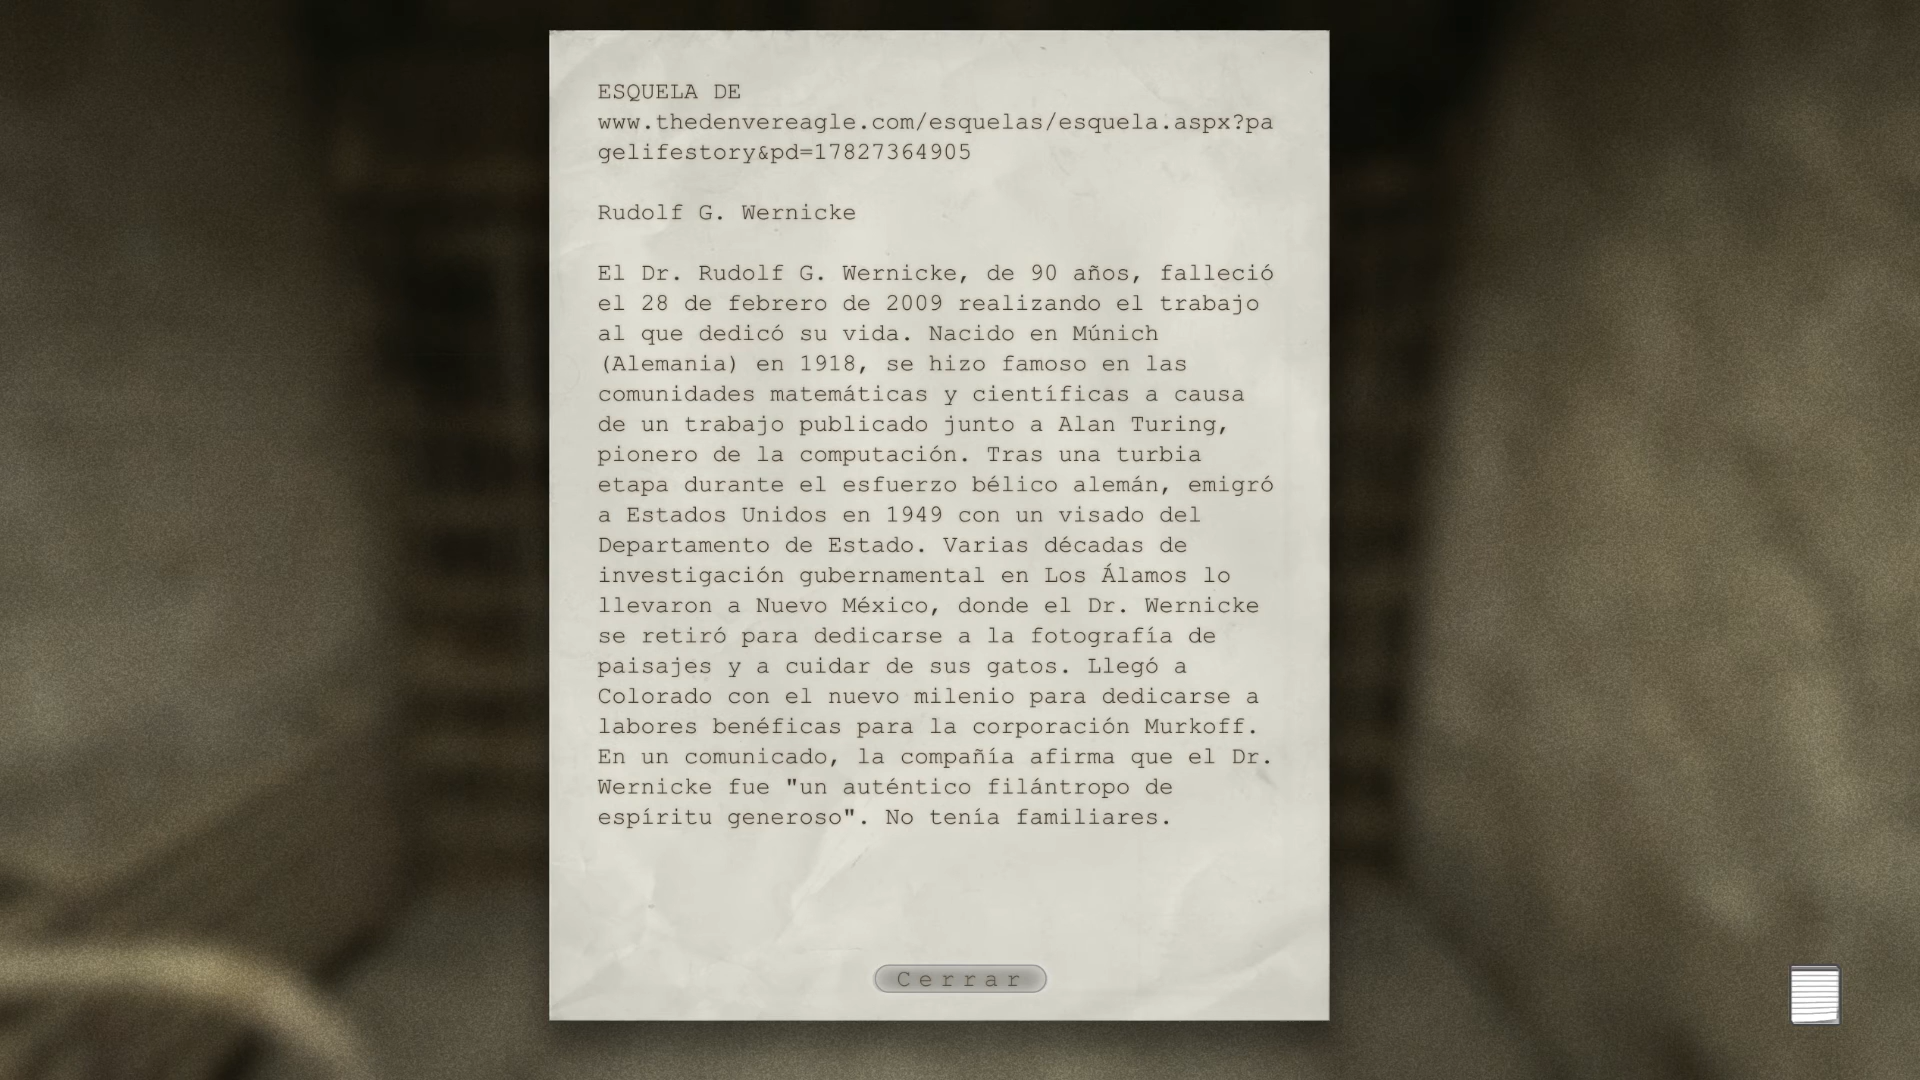 ESQUELA DE
www.thedenvereagle.com/esquelas/esquela.aspx?pa
gelifestory&pd=17827364905
Rudolf G. Wernicke
El Dr. Rudolf G. Wernicke, de 90 años, falleció
el 28 de febrero de 2009 realizando el trabajo
al que dedicó su vida. Nacido en Múnich
(Alemania) en 1918, se hizo famoso en las
comunidades matemáticas y científicas a causa
de un trabajo publicado junto a Alan Turing,
pionero de la computación. Tras una turbia
etapa durante el esfuerzo bélico alemán, emigró
a Estados Unidos en 1949 con un visado del
Departamento de Estado. Varias décadas de
investigación gubernamental en Los Álamos lo
llevaron a Nuevo México, donde el Dr. Wernicke
se retiró para dedicarse a la fotografía de
paisajes y a cuidar de sus gatos. Llegó a
Colorado con el nuevo milenio para dedicarse a
labores benéficas para la corporación Murkoff.
En un comunicado, la compañía afirma que el Dr.
Wernicke fue "un auténtico filántropo de
espíritu generoso". No tenía familiares.
Cerrar